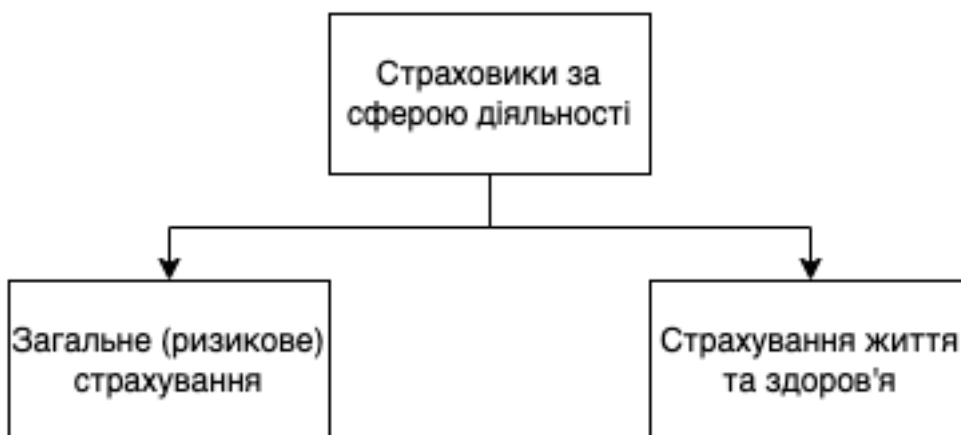 Страховики за
сферою діяльності
Загальне (ризикове)
страхування
Страхування життя
та здоров'я